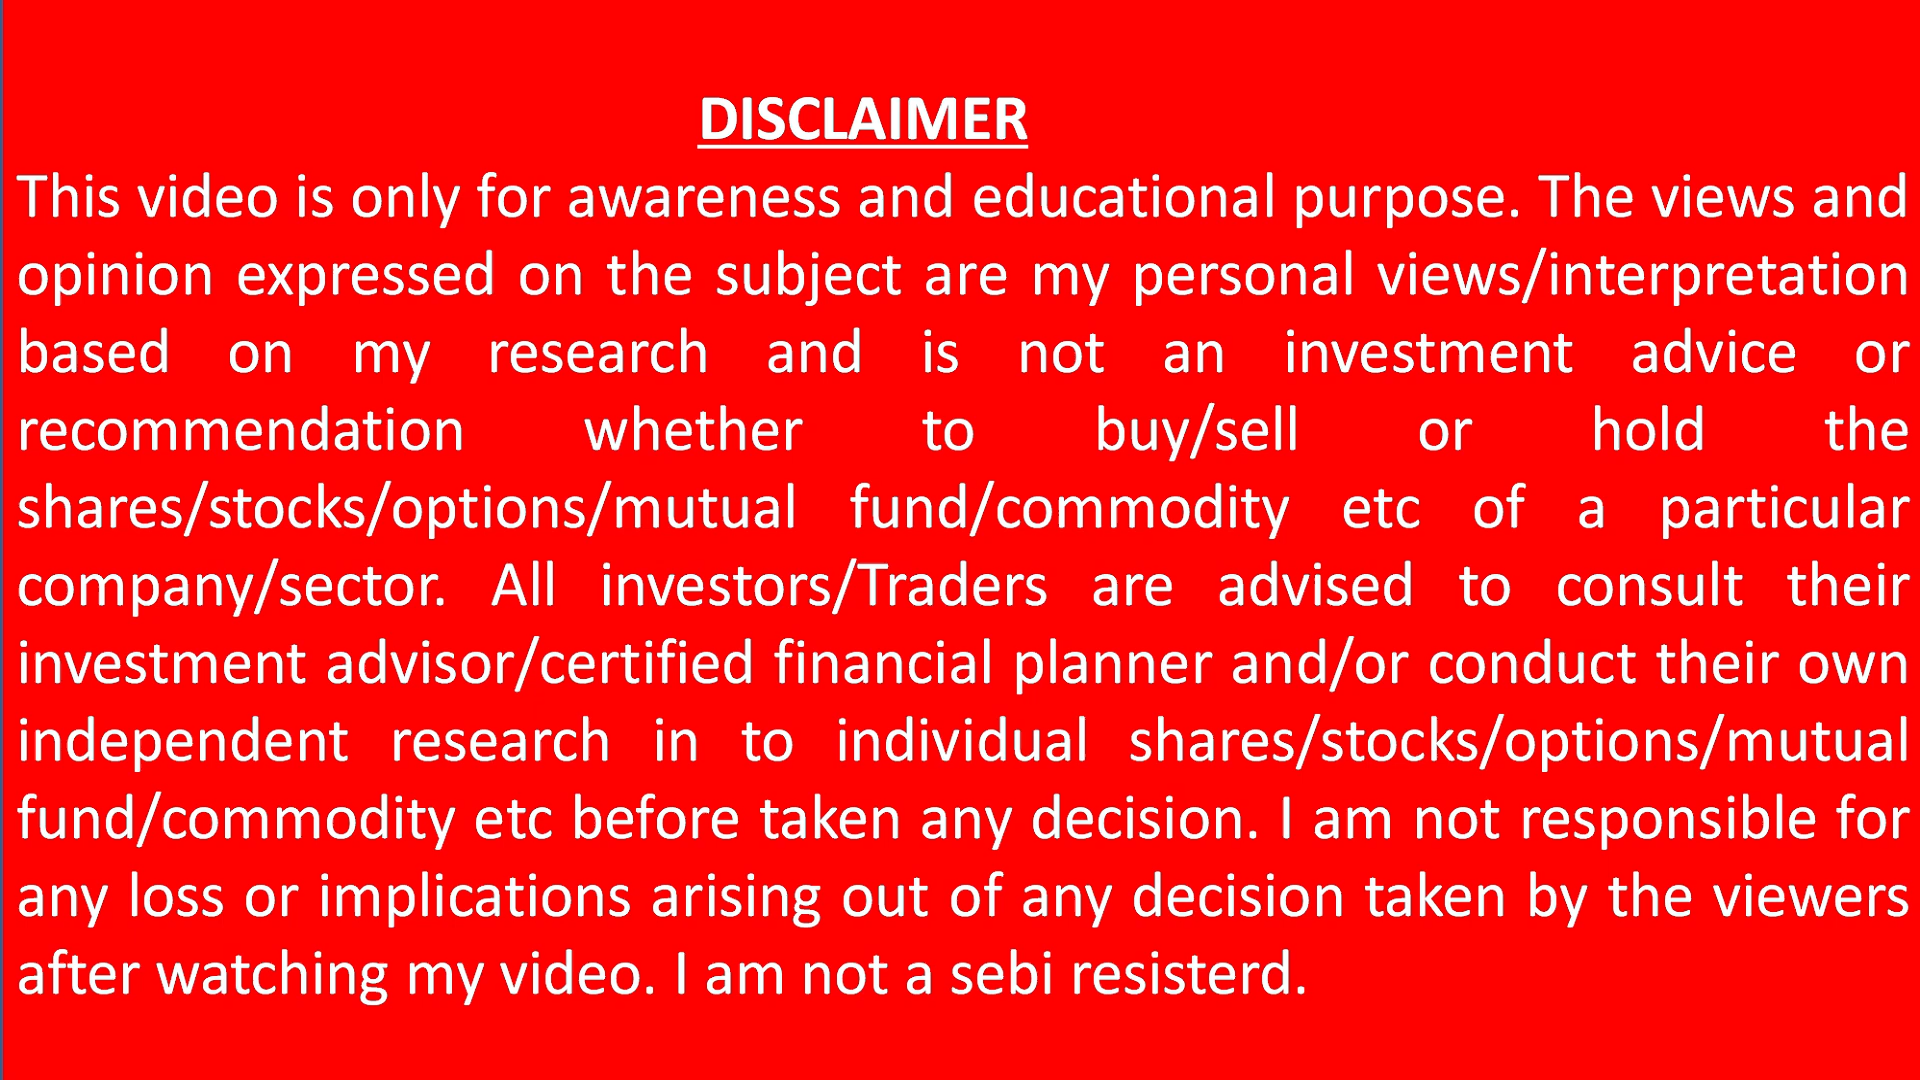 DISCLAIMER
This video is only for awareness and educational purpose. The views and
opinion expressed on the subject are my personal views/interpretation
based on my research and is not an investment advice or
recommendation whether to buy/sell or hold the
shares/stocks/options/mutual fund/commodity etc of a particular
company/sector. All investors/Traders are advised to consult their
investment advisor/certified financial planner and/or conduct their own
independent research in to individual shares/stocks/options/mutual
fund/commodity etc before taken any decision. I am not responsible for
any loss or implications arising out of any decision taken by the viewers
after watching my video. I am not a sebi resisterd.